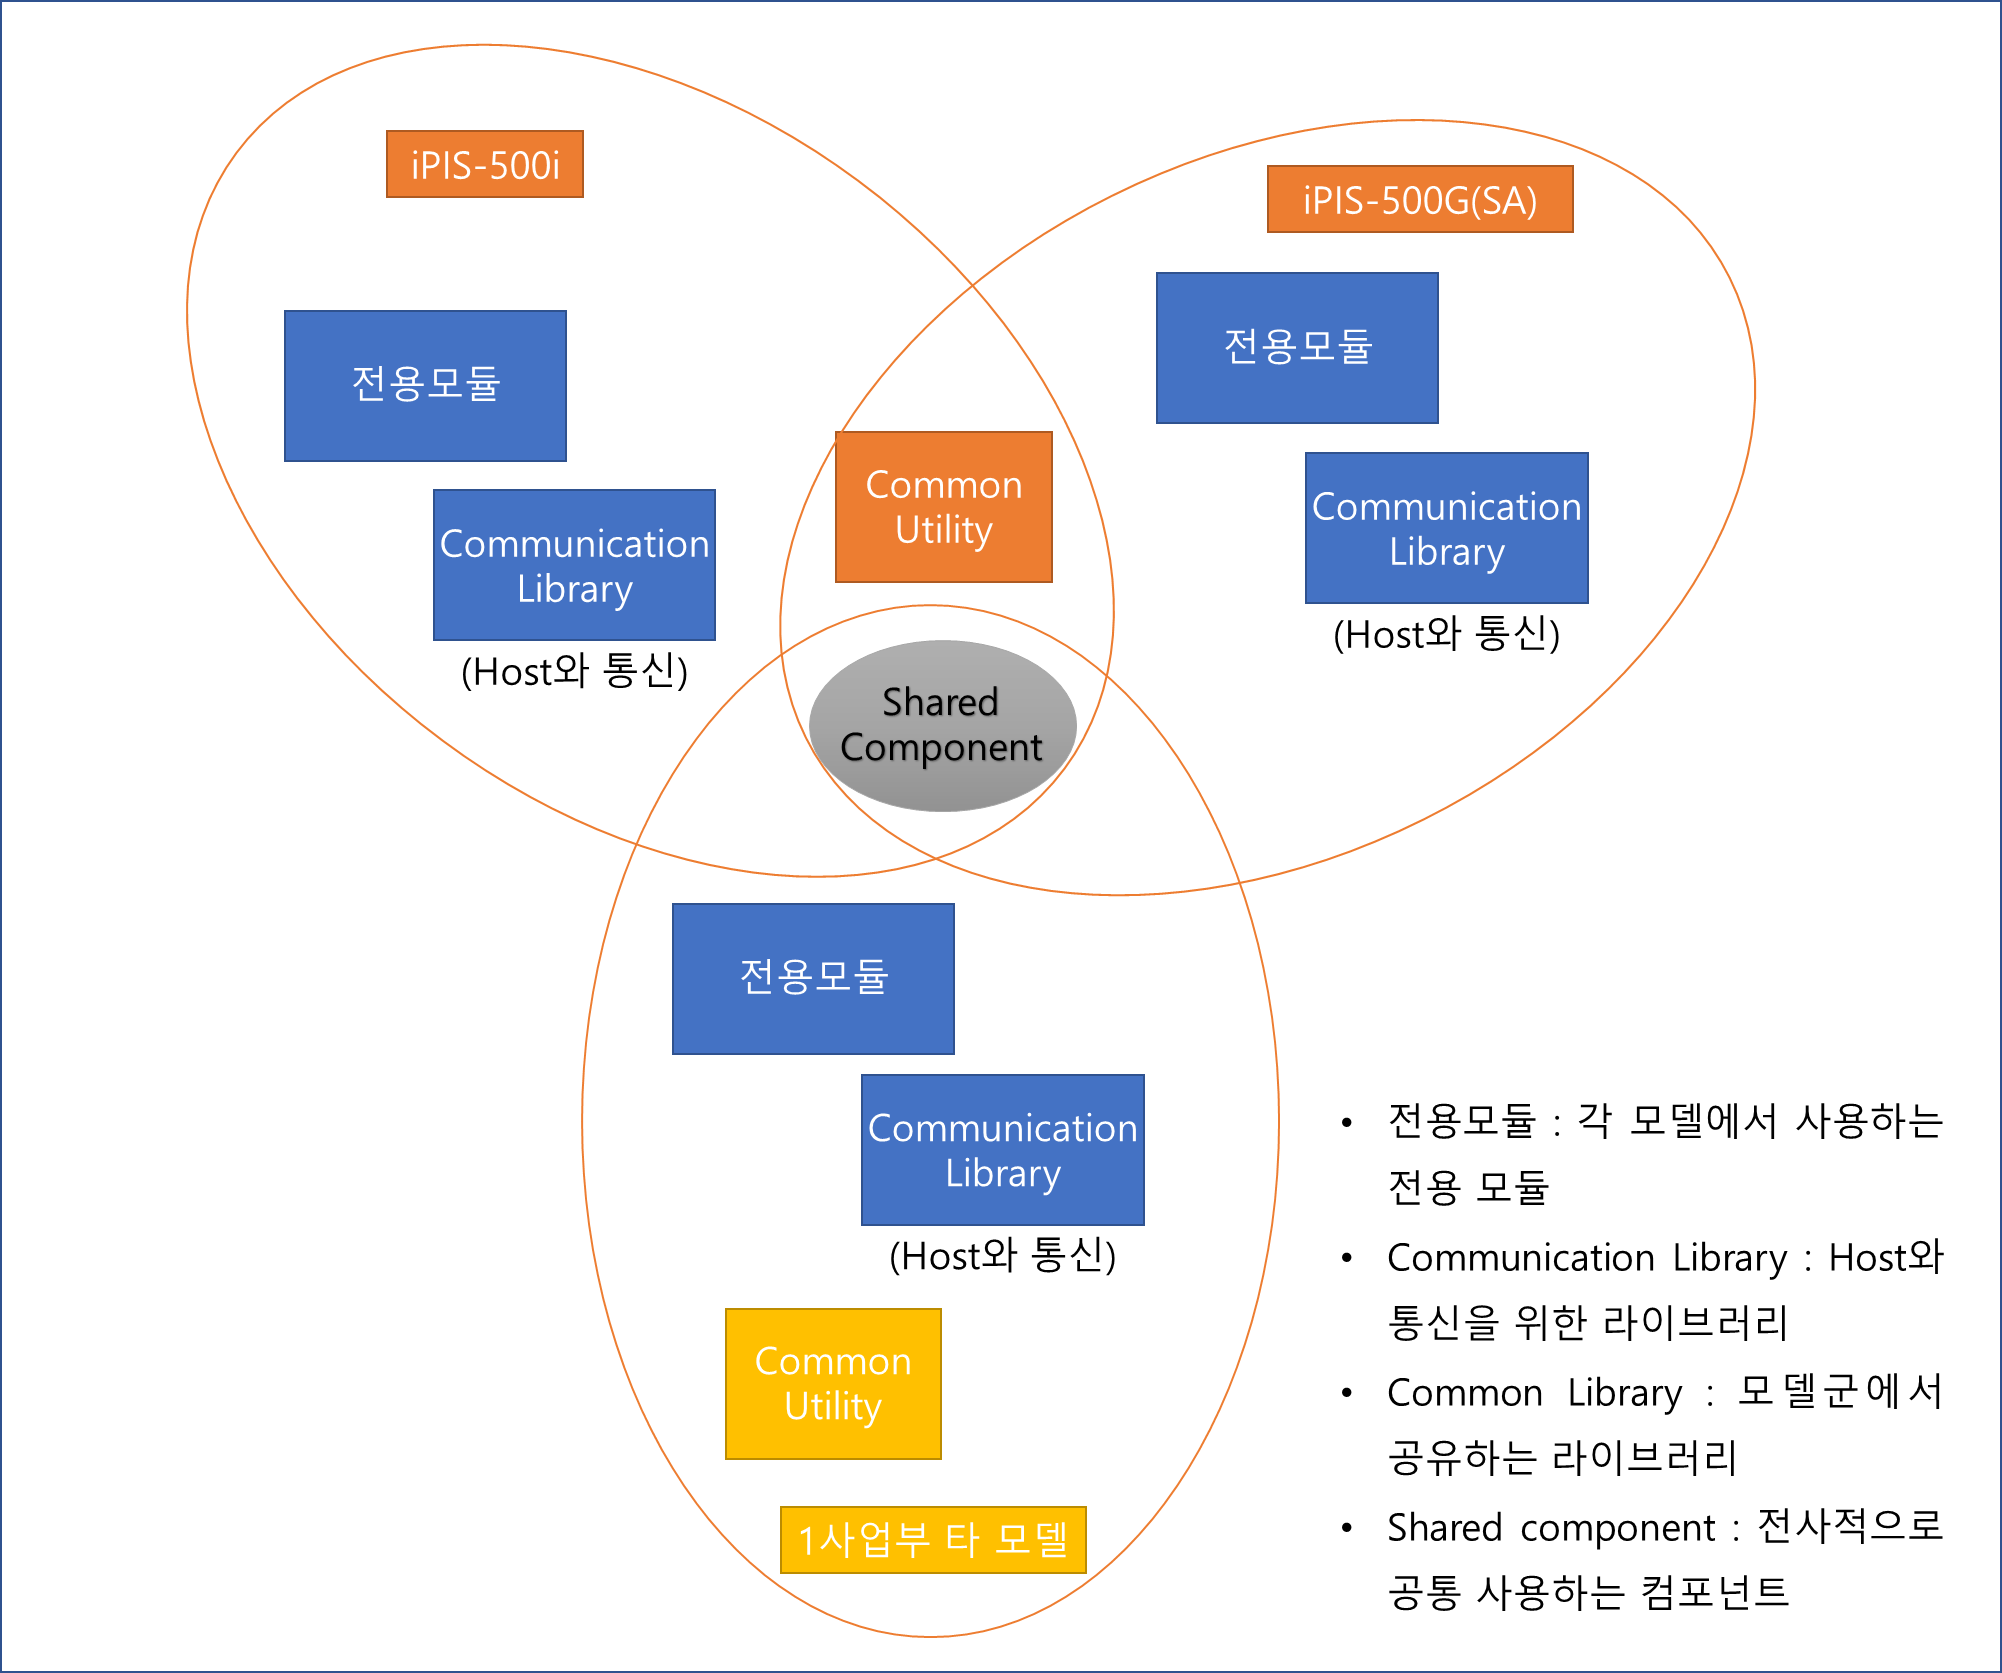 iPIS-500i
iPIS-500G(SA)
전용모듈
Communication
Library
(Host와 통신)
전용모듈
Communication
Library
(Host와 통신)
Common
Utility
Shared
Component
전용모듈
Communication
Library
(Host와 통신)
Common
Utility
1사업부 타 모델
• 전용모듈 : 각 모델에서 사용하는
전용 모듈
• Communication Library : Host와
통신을 위한 라이브러리
• Common Library : 모델군에서
공유하는 라이브러리
• Shared component : 전사적으로
공통 사용하는 컴포넌트